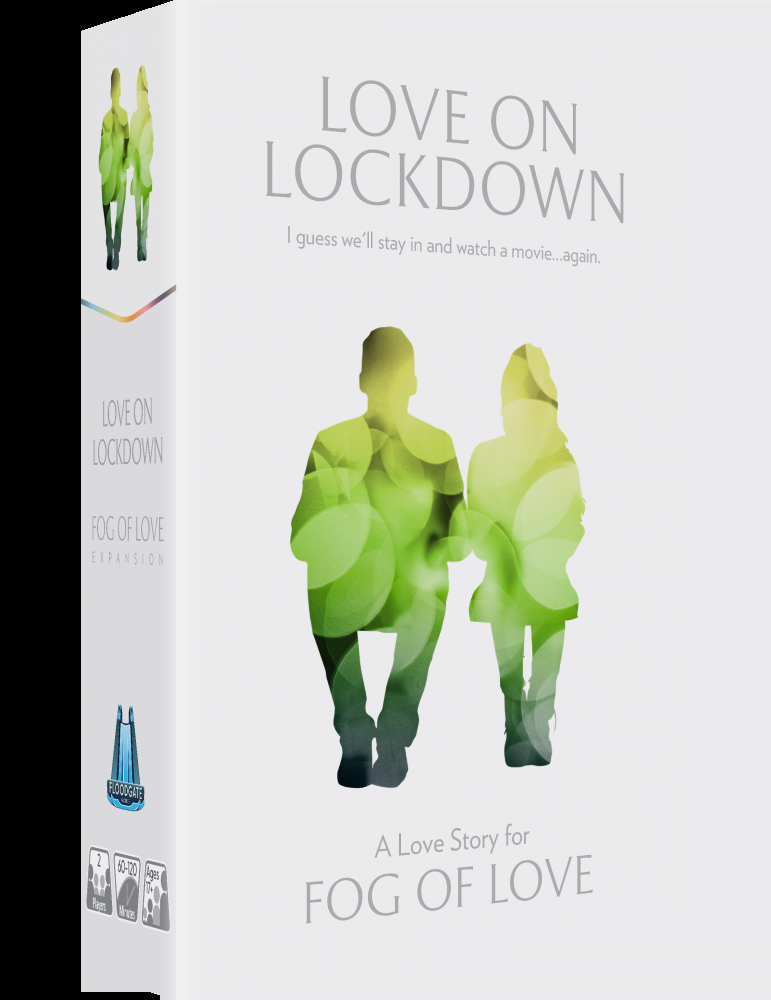 LOVE ON
LOCKDOWN
I guess we'll stay in and watch a movie...again.
A Love Story for
FOG OF LOVE
LOVE ON
LOCKDOWN
FOG OF LOVE
EXPANSION
FLOODGATE
2
Players
60-120
Minutes
Ages
17+